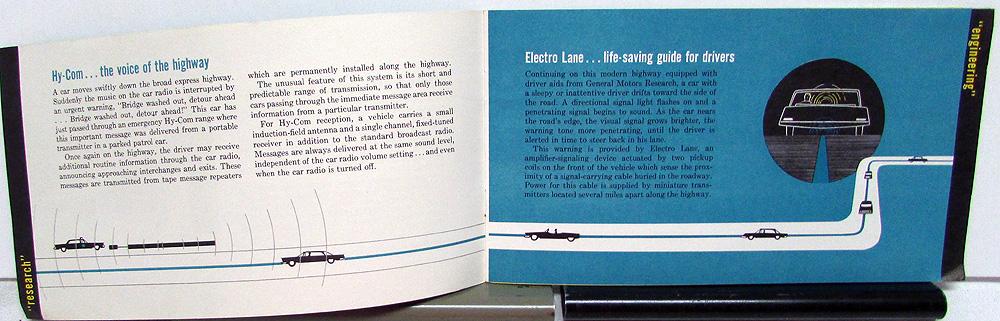 Hy-Com... the voice of the highway
A car moves swiftly down the broad express highway.
Suddenly the music on the car radio is interrupted by
an urgent warning, "Bridge washed out, detour ahead
. . . Bridge washed out, detour ahead!" This car has
just passed through an emergency Hy-Com range where
this important message was delivered from a portable
transmitter in a parked patrol car.
Once again on the highway, the driver may receive
additional routine information through the car radio,
announcing approaching interchanges and exits. These
messages are transmitted from tape message repeaters
which are permanently installed along the highway.
The unusual feature of this system is its short and
predictable range of transmission, so that only those
cars passing through the immediate message area receive
information from a particular transmitter.
For Hy-Com reception, a vehicle carries a small
induction-field antenna and a single channel, fixed-tuned
receiver in addition to the standard broadcast radio.
Messages are always delivered at the same sound level,
independent of the car radio volume setting . . . and even
when the car radio is turned off.
"research"
Electro Lane... life-saving guide for drivers
Continuing on this modern highway equipped with
driver aids from General Motors Research, a car with
a sleepy or inattentive driver drifts toward the side of
the road. A directional signal light flashes on and a
penetrating signal begins to sound. As the car nears
the road's edge, the visual signal grows brighter, the
warning tone more penetrating, until the driver is
alerted in time to steer back in his lane.
This warning is provided by Electro Lane, an
amplifier-signaling device actuated by two pickup
coils on the front of the vehicle which sense the prox-
imity of a signal-carrying cable buried in the roadway.
Power for this cable is supplied by miniature trans-
mitters located several miles apart along the highway.
"engineering"